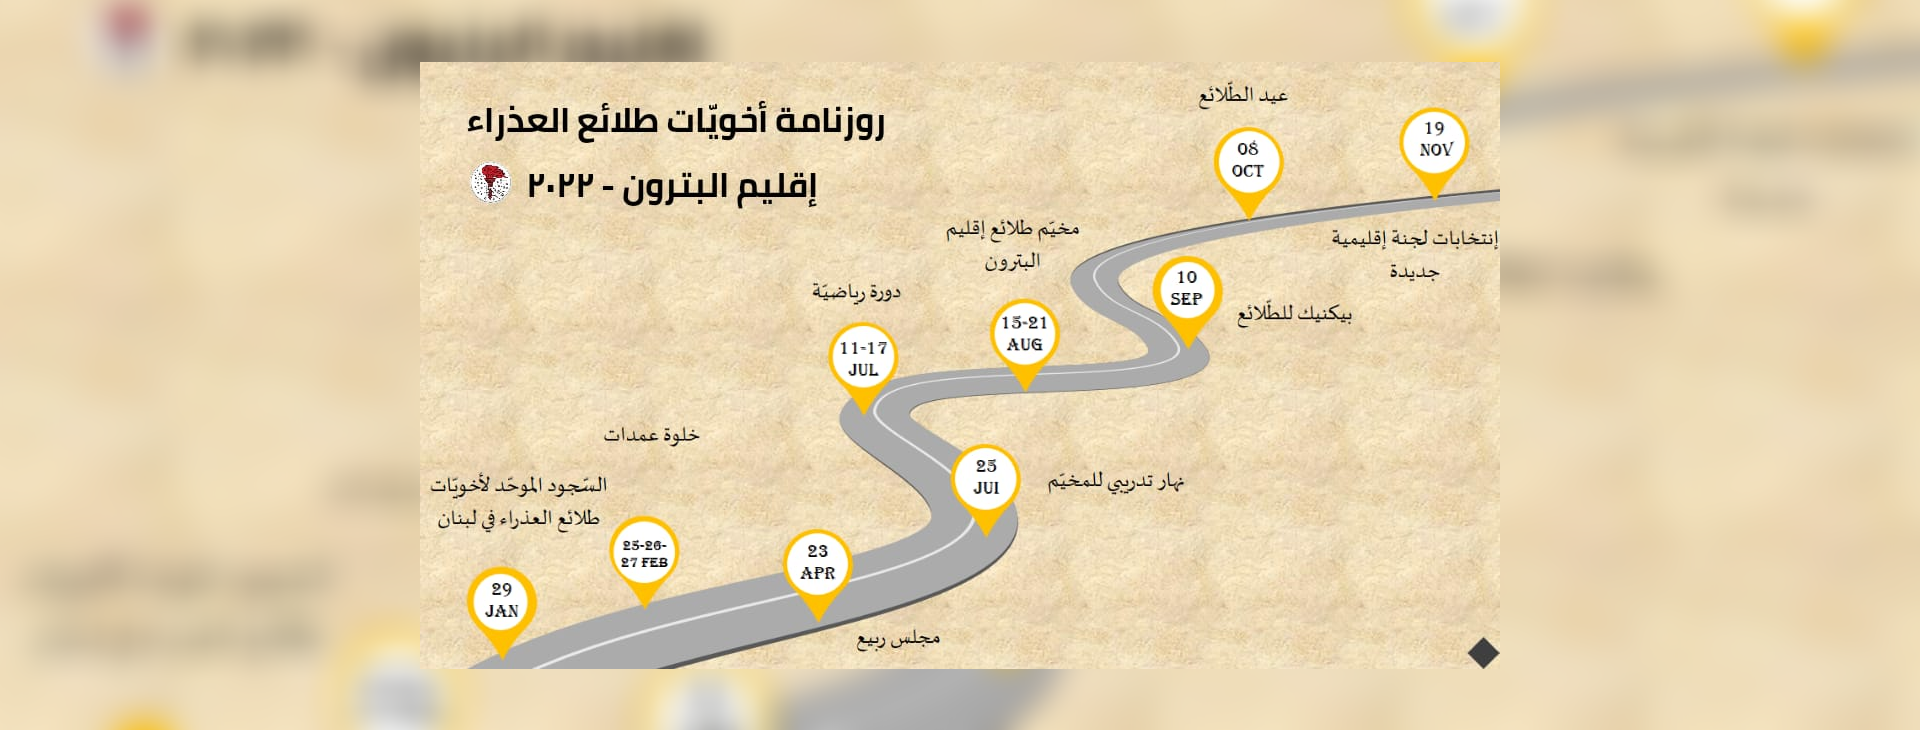 روزنامة أخويّات طلائع العذراء
إقليم البترون - ٢٠٢٢
29
JAN
السّجود الموحّد لأخويّات
طلائع العذراء في لبنان
25-26-
27 FEB
خلوة عمدات
23
APR
مجلس ربيع
25
JUI
نهار تدريبي للمخيّم
11-17
JUL
دورة رياضيّة
15-21
AUG
مخيّم طلائع إقليم
البترون
10
SEP
بيكنيك للطّلائع
08
OCT
عيد الطّلائع
19
NOV
إنتخابات لجنة إقليمية
جديدة